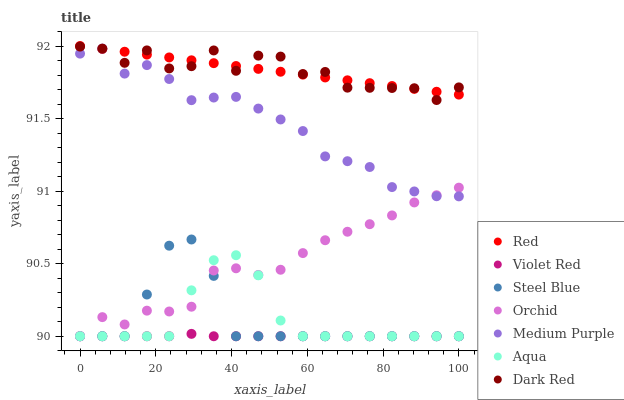 title
92
91.5
91
90.5
90
0
20
40
60
80
100
xaxis_label
yaxis_label
Red
Violet Red
Steel Blue
Orchid
Medium Purple
Aqua
Dark Red